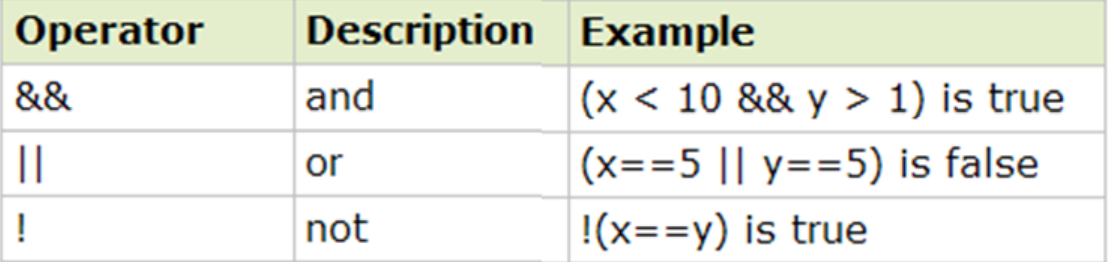 Operator Description Example
&& and (x < 10 && y > 1) is true
|| or (x==5 || y==5) is false
! not !(x==y) is true